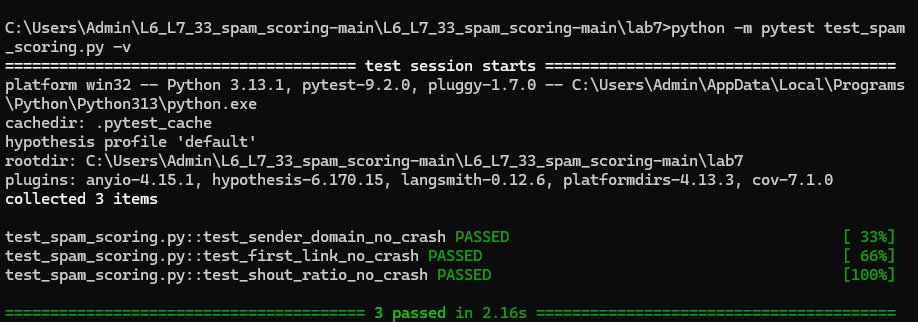 C:\Users\Admin\L6_L7_33_spam_scoring-main\L6_L7_33_spam_scoring-main\lab7>python -m pytest test_spam
_scoring.py -v
===================================== test session starts =====================================
platform win32 -- Python 3.13.1, pytest-9.2.0, pluggy-1.7.0 -- C:\Users\Admin\AppData\Local\Programs
\Python\Python313\python.exe
cachedir: .pytest_cache
hypothesis profile 'default'
rootdir: C:\Users\Admin\L6_L7_33_spam_scoring-main\L6_L7_33_spam_scoring-main\lab7
plugins: anyio-4.15.1, hypothesis-6.170.15, langsmith-0.12.6, platformdirs-4.13.3, cov-7.1.0
collected 3 items
test_spam_scoring.py::test_sender_domain_no_crash PASSED [ 33%]
test_spam_scoring.py::test_first_link_no_crash PASSED [ 66%]
test_spam_scoring.py::test_shout_ratio_no_crash PASSED [100%]
====================================== 3 passed in 2.16s ======================================